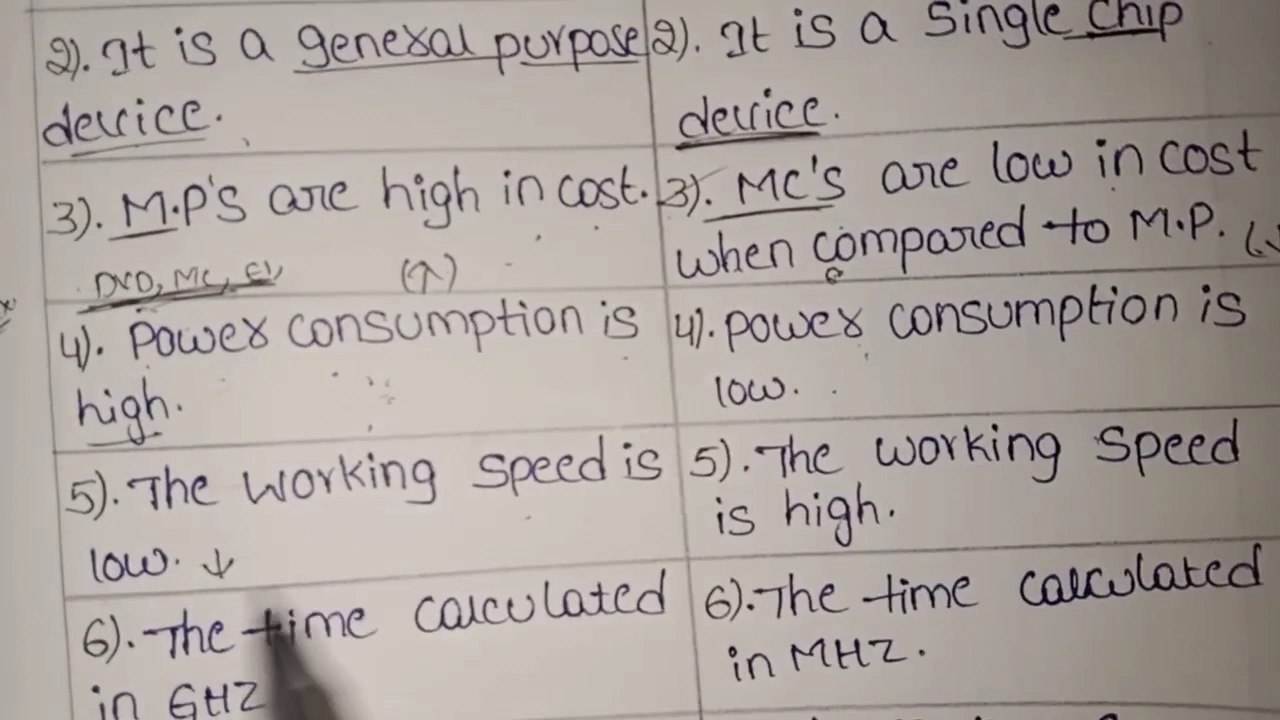 2). It is a general purpose
device.
3). M.P'S are high in cost.
(↑)
4). Power consumption is
high.
5). The working speed is
low. ↓
6). The time calculated
in GHZ
2). It is a single chip
device.
3). MC'S are low in cost
when compared to M.P.
4). Power consumption is
low.
5). The working speed
is high.
6). The time calculated
in MHZ.